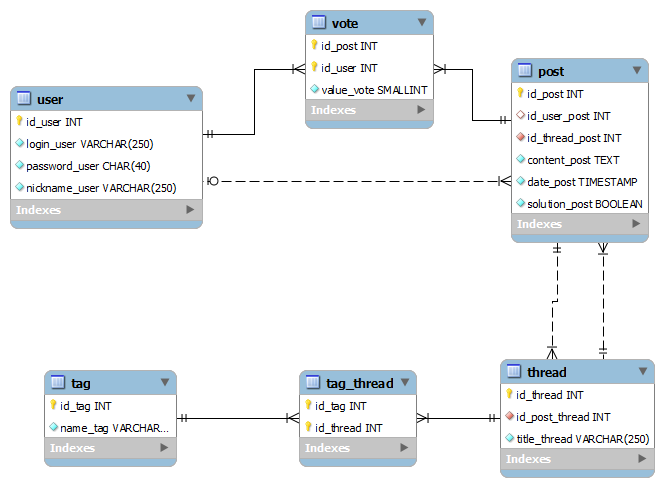 vote
id_post INT
id_user INT
value_vote SMALLINT
Indexes
post
id_post INT
id_user_post INT
id_thread_post INT
content_post TEXT
date_post TIMESTAMP
solution_post BOOLEAN
Indexes
user
id_user INT
login_user VARCHAR(250)
password_user CHAR(40)
nickname_user VARCHAR(250)
Indexes
tag
id_tag INT
name_tag VARCHAR...
Indexes
tag_thread
id_tag INT
id_thread INT
Indexes
thread
id_thread INT
id_post_thread INT
title_thread VARCHAR(250)
Indexes